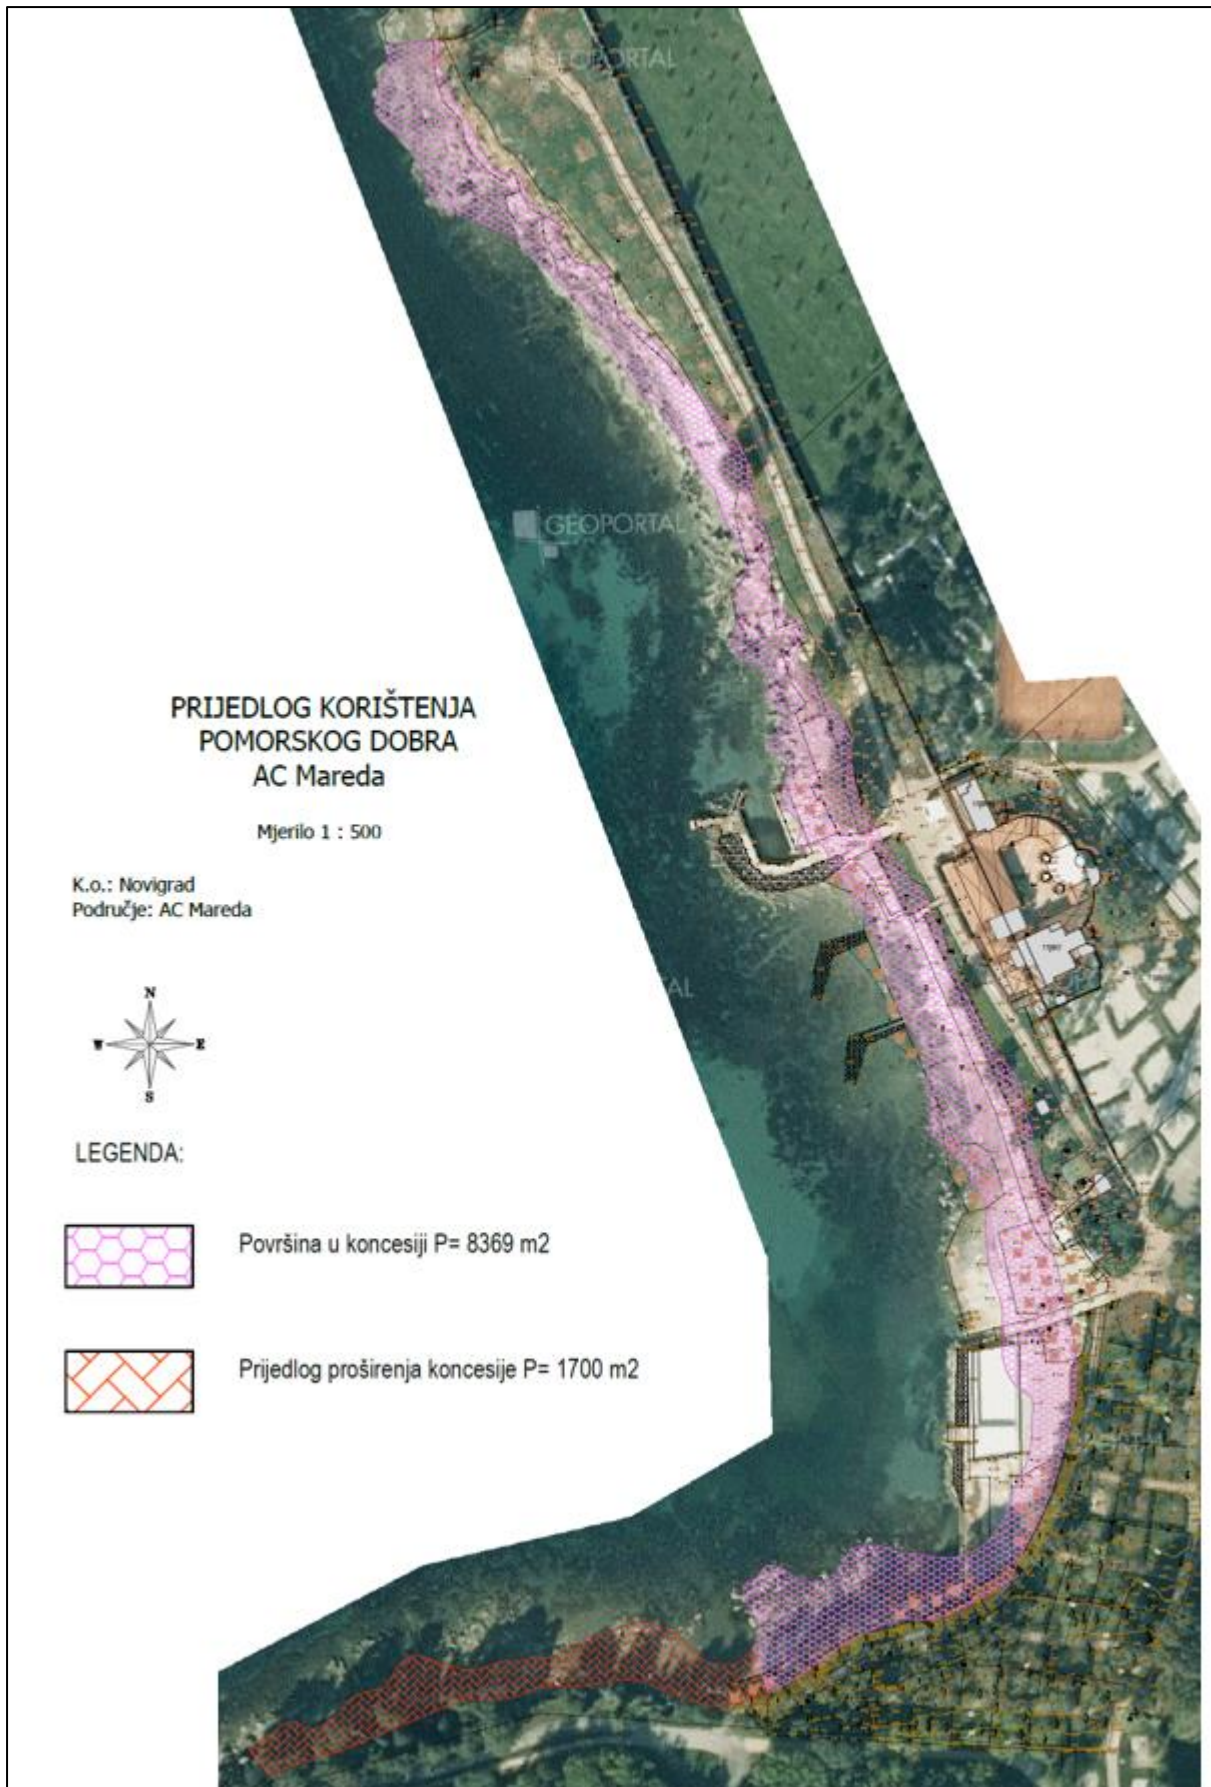 GEOPORTAL
GEOPORTAL
PRIJEDLOG KORIŠTENJA
POMORSKOG DOBRA
AC Mareda
Mjerilo 1 : 500
K.o.: Novigrad
Područje: AC Mareda
TAL
N
W E
S
LEGENDA:
Površina u koncesiji P= 8369 m2
Prijedlog proširenja koncesije P= 1700 m2